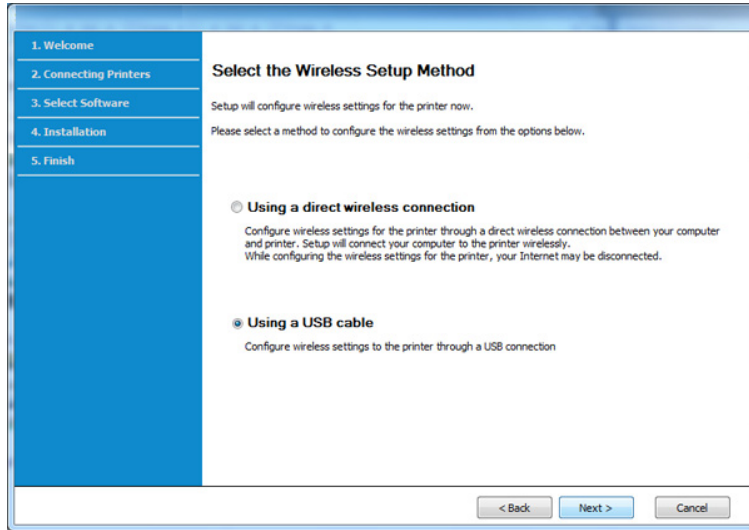 1. Welcome
2. Connecting Printers
3. Select Software
4. Installation
5. Finish
Select the Wireless Setup Method
Setup will configure wireless settings for the printer now.
Please select a method to configure the wireless settings from the options below.
Using a direct wireless connection
Configure wireless settings for the printer through a direct wireless connection between your computer
and printer. Setup will connect your computer to the printer wirelessly.
While configuring the wireless settings for the printer, your Internet may be disconnected.
Using a USB cable
Configure wireless settings to the printer through a USB connection
< Back Next > Cancel